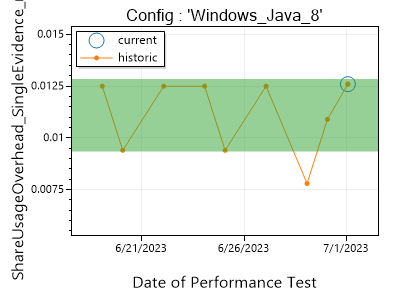 Config : 'Windows_Java_8'
ShareUsageOverhead_SingleEvidence_
current
historic
0.015
0.0125
0.01
0.0075
6/21/2023
6/26/2023
7/1/2023
Date of Performance Test